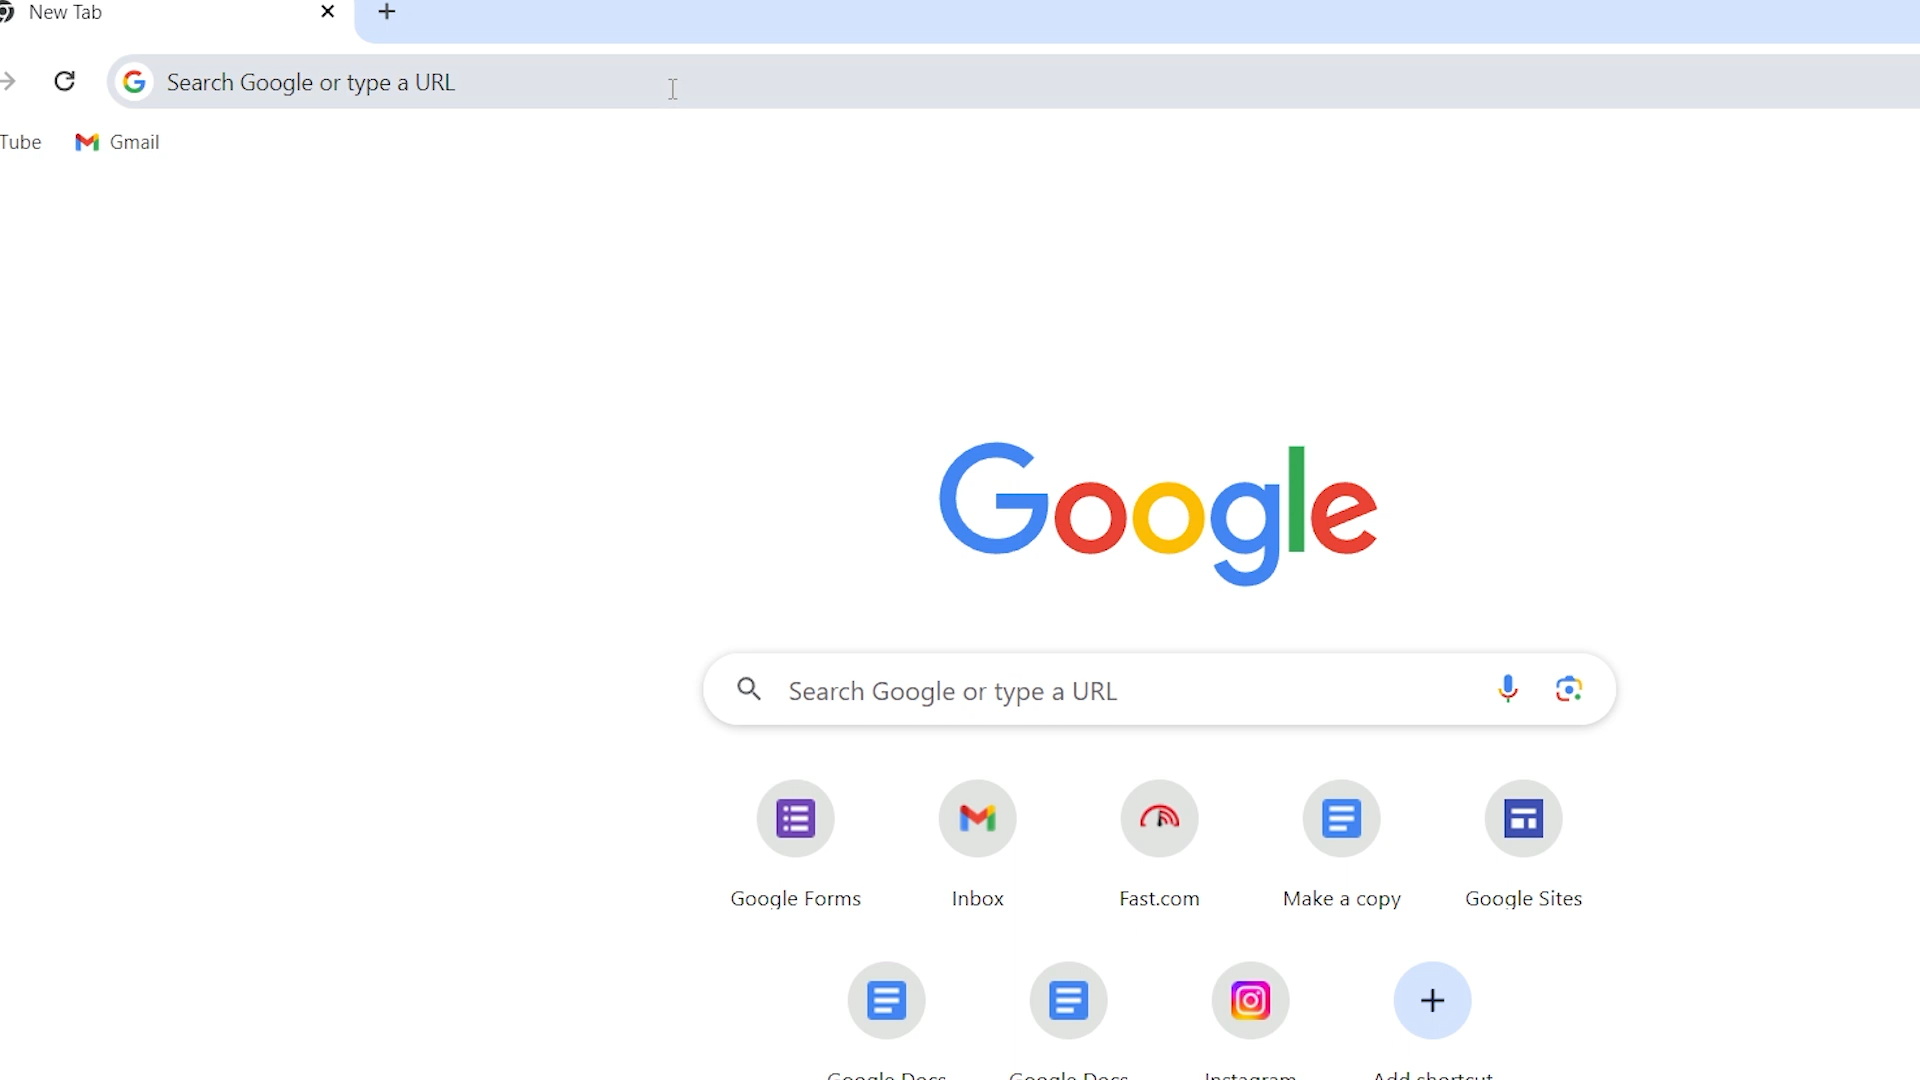 New Tab
Search Google or type a URL
Tube
Gmail
Google
Search Google or type a URL
Google Forms
Inbox
Fast.com
Make a copy
Google Sites
Google Docs
Google Docs
Instagram
Add shortcut